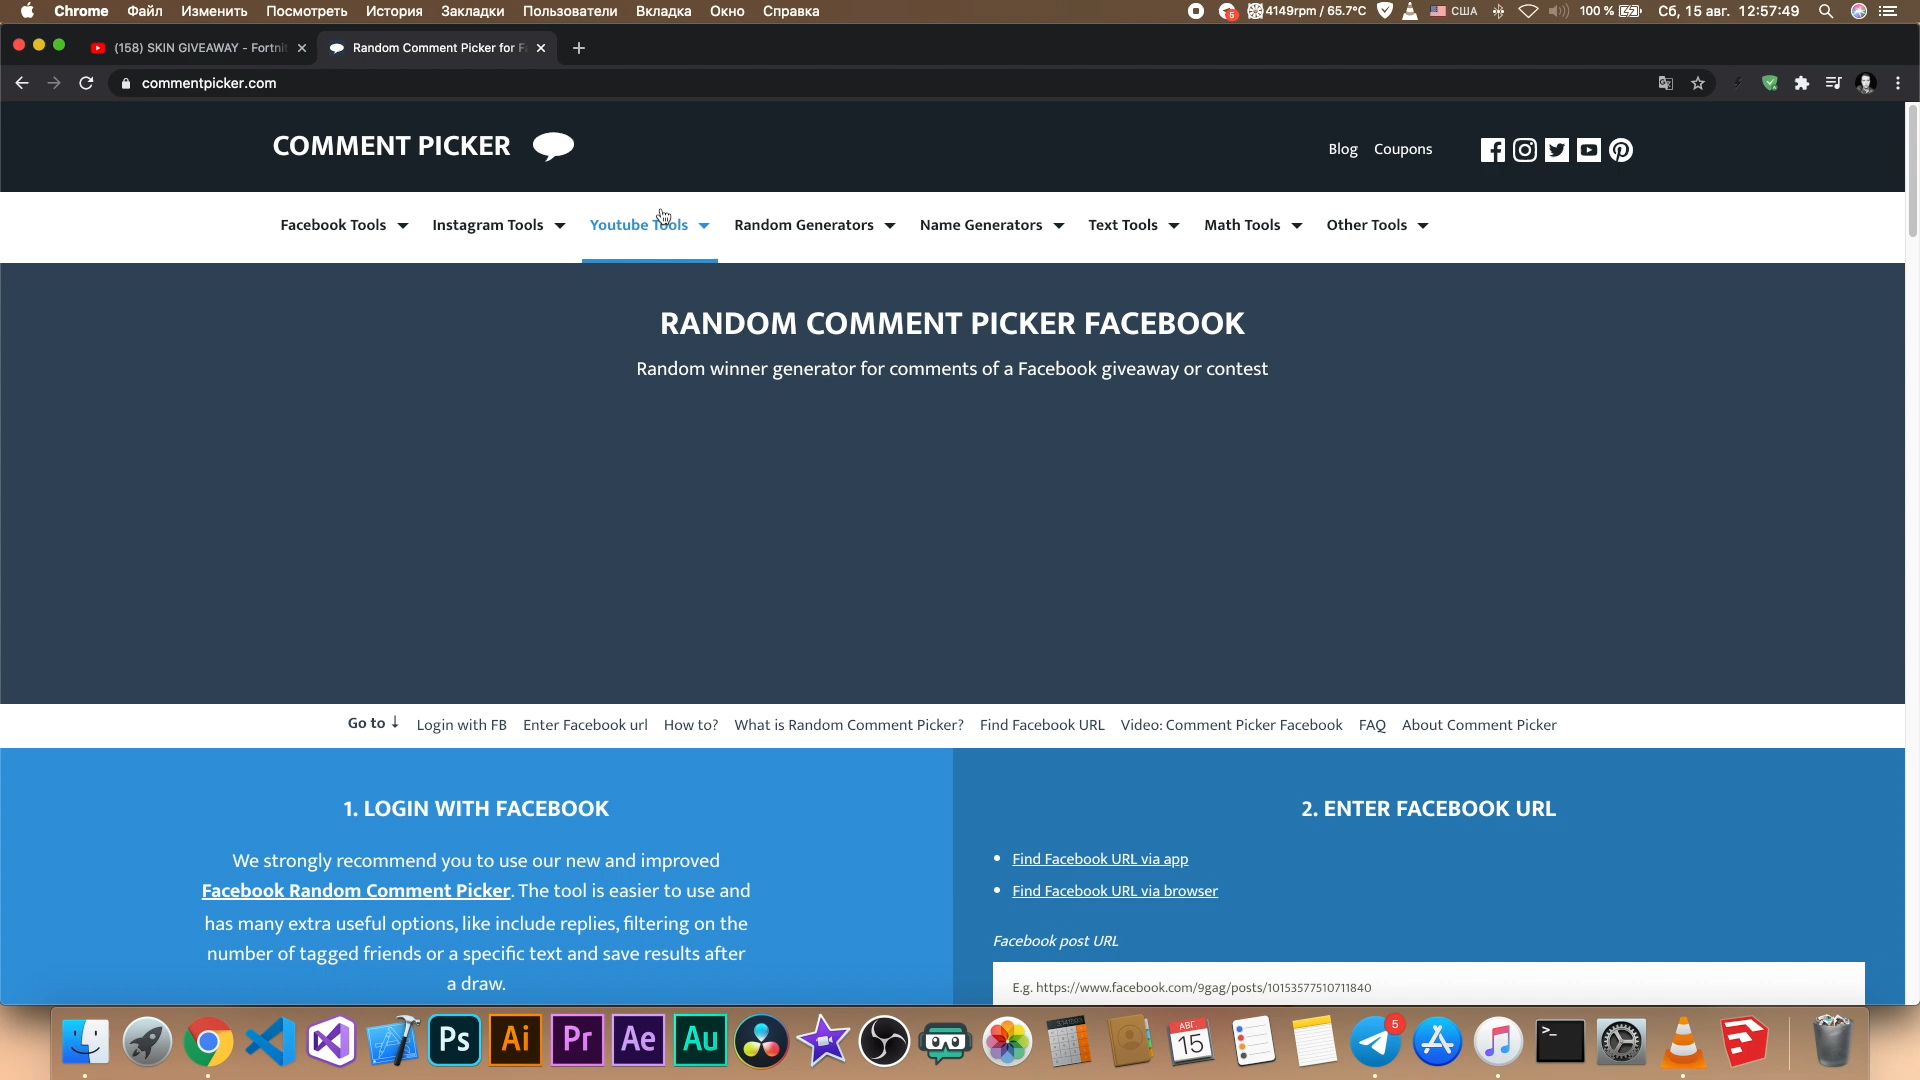 Chrome Файл Изменить Посмотреть История Закладки Пользователи Вкладка Окно Справка 5 4149rpm / 65.7°C США 100 % Сб, 15 авг. 12:57:49
(158) SKIN GIVEAWAY - Fortnit Random Comment Picker for F
commentpicker.com
COMMENT PICKER
Blog Coupons
Facebook Tools Instagram Tools Youtube Tools Random Generators Name Generators Text Tools Math Tools Other Tools
RANDOM COMMENT PICKER FACEBOOK
Random winner generator for comments of a Facebook giveaway or contest
Go to ↓ Login with FB Enter Facebook url How to? What is Random Comment Picker? Find Facebook URL Video: Comment Picker Facebook FAQ About Comment Picker
1. LOGIN WITH FACEBOOK
We strongly recommend you to use our new and improved
Facebook Random Comment Picker. The tool is easier to use and
has many extra useful options, like include replies, filtering on the
number of tagged friends or a specific text and save results after
a draw.
2. ENTER FACEBOOK URL
• Find Facebook URL via app
• Find Facebook URL via browser
Facebook post URL
E.g. https://www.facebook.com/9gag/posts/10153577510711840
Ps Ai Pr Ae Au АВГ. 15 5 >_